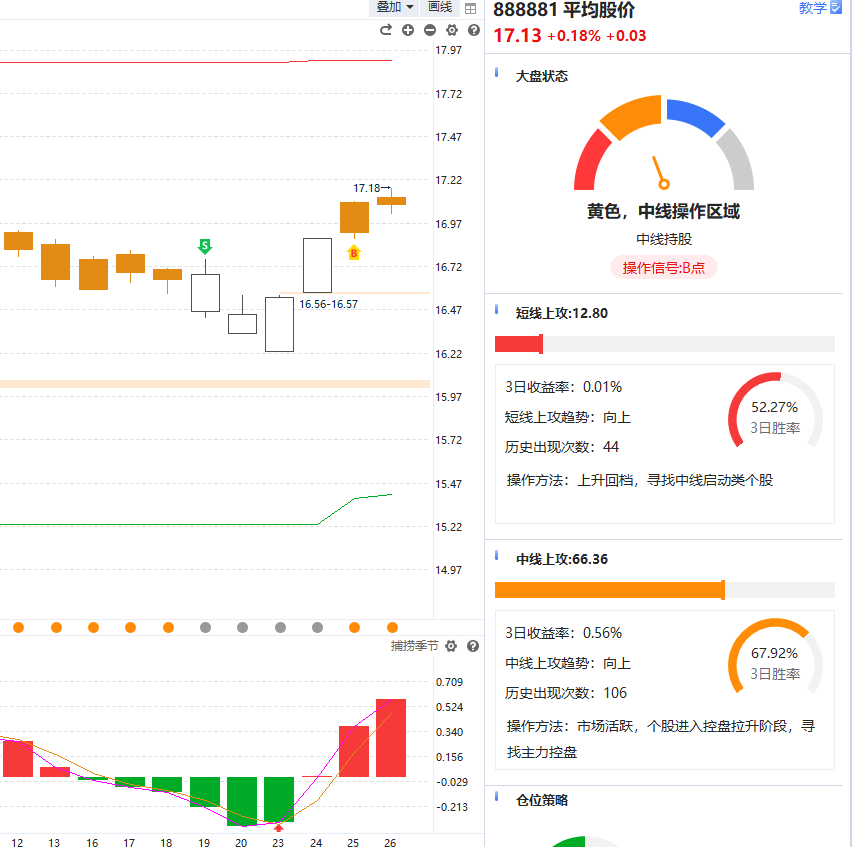 叠加
画线
17.97
17.72
17.47
17.22
16.97
16.72
16.47
16.22
15.97
15.72
15.47
15.22
14.97
17.18→
S
B
16.56-16.57
捕捞季节
0.709
0.524
0.340
0.156
-0.029
-0.213
12 13 16 17 18 19 20 23 24 25 26
888881 平均股价
教学
17.13 +0.18% +0.03
大盘状态
黄色，中线操作区域
中线持股
操作信号:B点
短线上攻:12.80
3日收益率：0.01%
短线上攻趋势：向上
历史出现次数：44
52.27%
3日胜率
操作方法：上升回档，寻找中线启动类个股
中线上攻:66.36
3日收益率：0.56%
中线上攻趋势：向上
历史出现次数：106
67.92%
3日胜率
操作方法：市场活跃，个股进入控盘拉升阶段，寻
找主力控盘
仓位策略